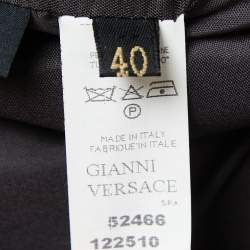 40
P
MADE IN ITALY
FABRIQUE'EN ITALIE
GIANNI
VERSACE
S.P.A.
52466
122510